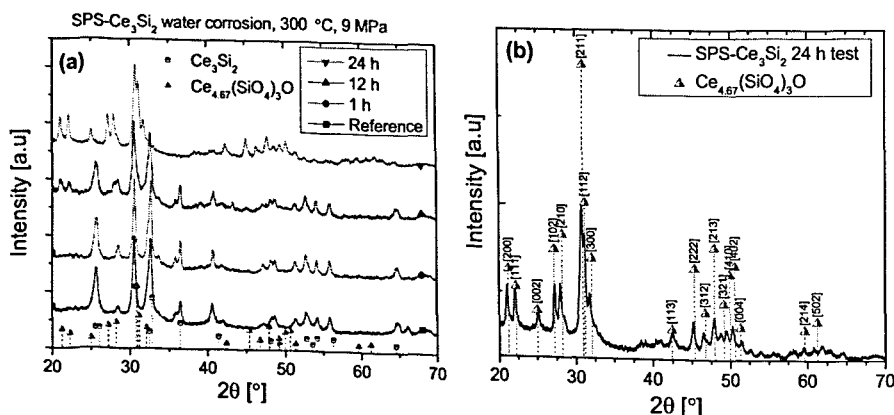 SPS-Ce₃Si₂ water corrosion, 300 °C, 9 MPa
(a)
Ce₃Si₂
Ce₄.₆₇(SiO₄)₃O
24 h
12 h
1 h
Reference
Intensity [a.u]
20 30 40 50 60 70
2θ [°]
(b)
SPS-Ce₃Si₂ 24 h test
Ce₄.₆₇(SiO₄)₃O
[200]
[111]
[002]
[102]
[210]
[211]
[112]
[300]
[113]
[222]
[312]
[213]
[321]
[410]
[402]
[004]
[214]
[502]
Intensity [a.u]
20 30 40 50 60 70
2θ [°]